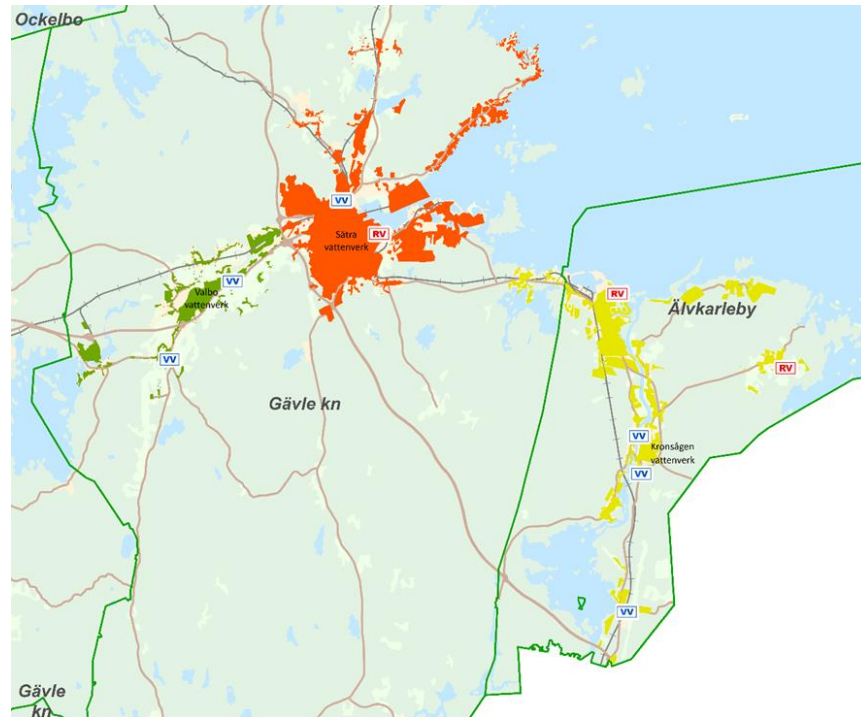 Ockelbo
VV
Sätra
vattenverk
RV
VV
Valbo
vattenverk
RV
Älvkarleby
VV
RV
Gävle kn
VV
Kronsågen
vattenverk
VV
VV
Gävle
kn